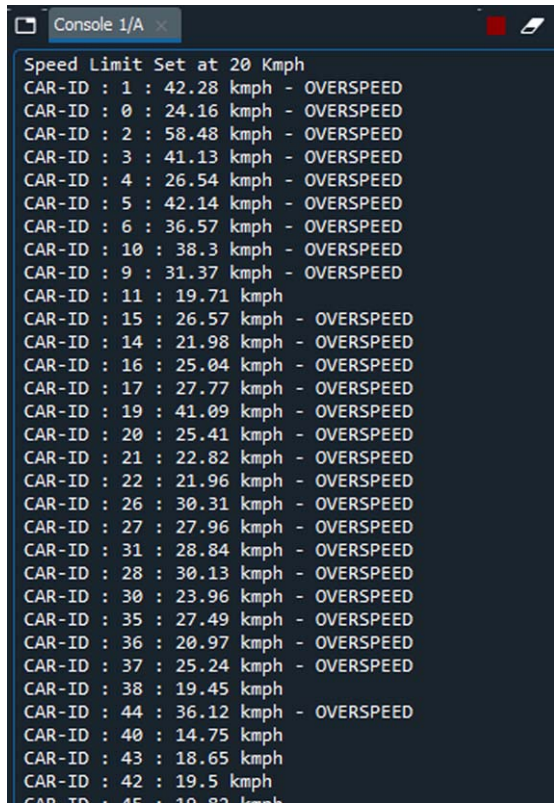 Console 1/A
Speed Limit Set at 20 Kmph
CAR-ID : 1 : 42.28 kmph - OVERSPEED
CAR-ID : 0 : 24.16 kmph - OVERSPEED
CAR-ID : 2 : 58.48 kmph - OVERSPEED
CAR-ID : 3 : 41.13 kmph - OVERSPEED
CAR-ID : 4 : 26.54 kmph - OVERSPEED
CAR-ID : 5 : 42.14 kmph - OVERSPEED
CAR-ID : 6 : 36.57 kmph - OVERSPEED
CAR-ID : 10 : 38.3 kmph - OVERSPEED
CAR-ID : 9 : 31.37 kmph - OVERSPEED
CAR-ID : 11 : 19.71 kmph
CAR-ID : 15 : 26.57 kmph - OVERSPEED
CAR-ID : 14 : 21.98 kmph - OVERSPEED
CAR-ID : 16 : 25.04 kmph - OVERSPEED
CAR-ID : 17 : 27.77 kmph - OVERSPEED
CAR-ID : 19 : 41.09 kmph - OVERSPEED
CAR-ID : 20 : 25.41 kmph - OVERSPEED
CAR-ID : 21 : 22.82 kmph - OVERSPEED
CAR-ID : 22 : 21.96 kmph - OVERSPEED
CAR-ID : 26 : 30.31 kmph - OVERSPEED
CAR-ID : 27 : 27.96 kmph - OVERSPEED
CAR-ID : 31 : 28.84 kmph - OVERSPEED
CAR-ID : 28 : 30.13 kmph - OVERSPEED
CAR-ID : 30 : 23.96 kmph - OVERSPEED
CAR-ID : 35 : 27.49 kmph - OVERSPEED
CAR-ID : 36 : 20.97 kmph - OVERSPEED
CAR-ID : 37 : 25.24 kmph - OVERSPEED
CAR-ID : 38 : 19.45 kmph
CAR-ID : 44 : 36.12 kmph - OVERSPEED
CAR-ID : 40 : 14.75 kmph
CAR-ID : 43 : 18.65 kmph
CAR-ID : 42 : 19.5 kmph
CAR-ID : 45 : 19.82 kmph